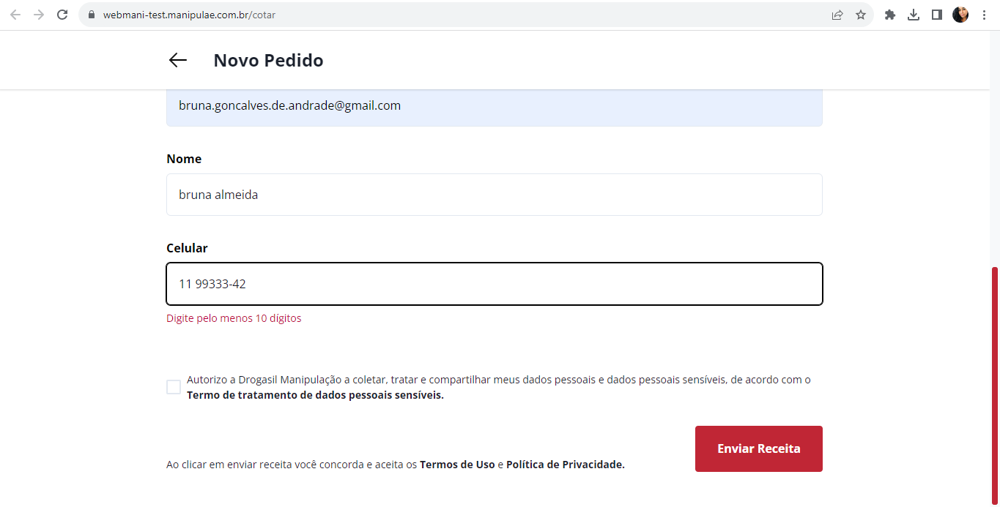 webmani-test.manipulae.com.br/cotar
Novo Pedido
bruna.goncalves.de.andrade@gmail.com
Nome
bruna almeida
Celular
11 99333-42
Digite pelo menos 10 dígitos
Autorizo a Drogasil Manipulação a coletar, tratar e compartilhar meus dados pessoais e dados pessoais sensíveis, de acordo com o
Termo de tratamento de dados pessoais sensíveis.
Enviar Receita
Ao clicar em enviar receita você concorda e aceita os Termos de Uso e Política de Privacidade.